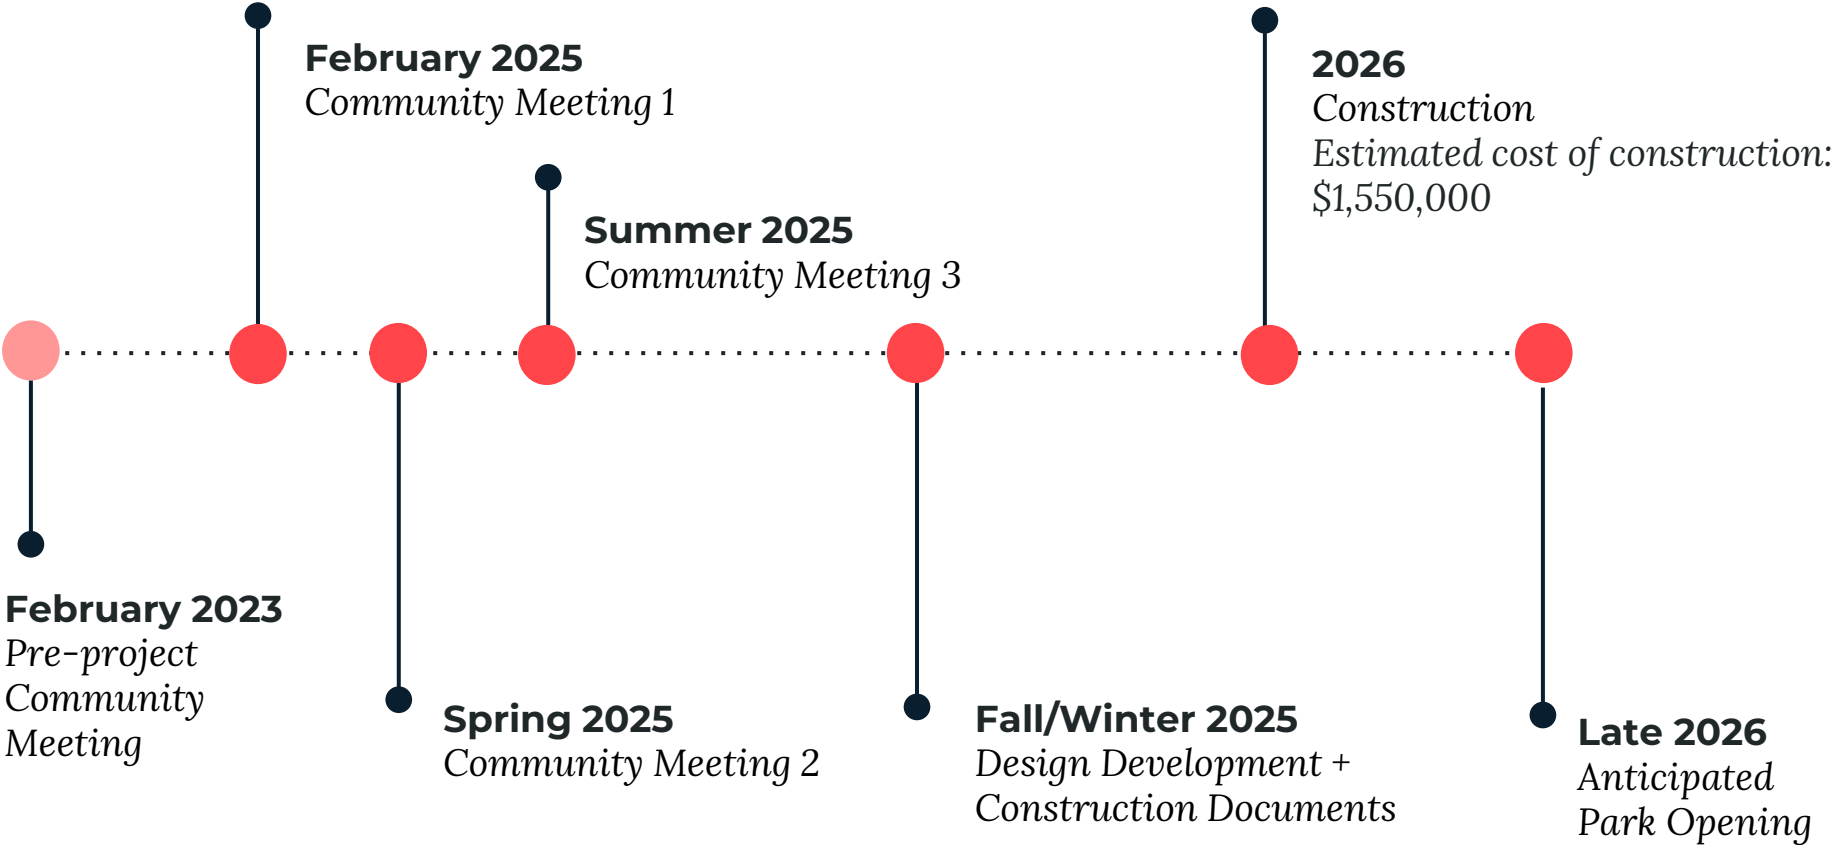 February 2025
Community Meeting 1
2026
Construction
Estimated cost of construction:
$1,550,000
Summer 2025
Community Meeting 3
February 2023
Pre-project
Community
Meeting
Spring 2025
Community Meeting 2
Fall/Winter 2025
Design Development +
Construction Documents
Late 2026
Anticipated
Park Opening